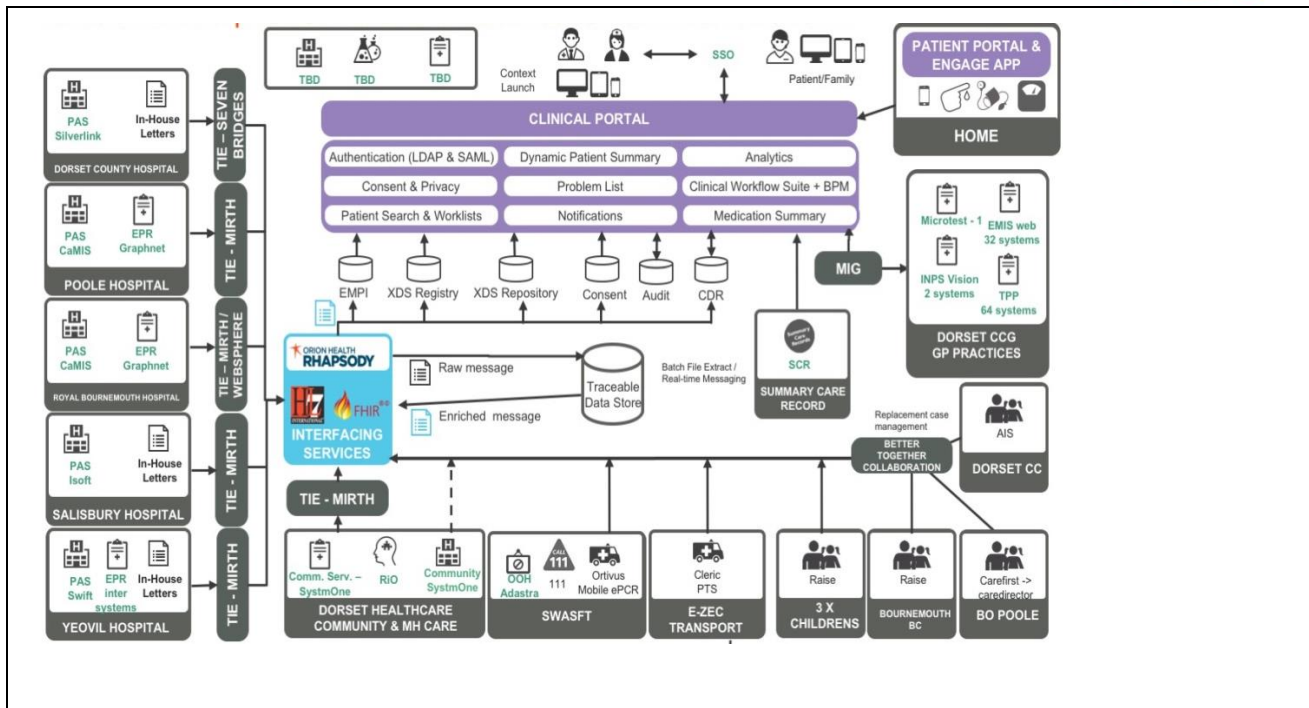 TBD
TBD
TBD
Context
Launch
SSO
Patient/Family
PATIENT PORTAL &
ENGAGE APP
HOME
PAS
Silverlink
In-House
Letters
DORSET COUNTY HOSPITAL
TIE – SEVEN
BRIDGES
PAS
CaMIS
EPR
Graphnet
POOLE HOSPITAL
TIE - MIRTH
PAS
CaMIS
EPR
Graphnet
ROYAL BOURNEMOUTH HOSPITAL
TIE – MIRTH /
WEBSPHERE
PAS
Isoft
In-House
Letters
SALISBURY HOSPITAL
TIE - MIRTH
PAS
Swift
EPR
inter
systems
In-House
Letters
YEOVIL HOSPITAL
TIE - MIRTH
CLINICAL PORTAL
Authentication (LDAP & SAML)
Dynamic Patient Summary
Analytics
Consent & Privacy
Problem List
Clinical Workflow Suite + BPM
Patient Search & Worklists
Notifications
Medication Summary
EMPI
XDS Registry
XDS Repository
Consent
Audit
CDR
MIG
Microtest - 1
EMIS web
32 systems
INPS Vision
2 systems
TPP
64 systems
DORSET CCG
GP PRACTICES
ORION HEALTH
RHAPSODY
HL7
INTERNATIONAL
FHIR
INTERFACING
SERVICES
Raw message
Enriched message
Traceable
Data Store
Batch File Extract /
Real-time Messaging
Summary
Care
Records
SCR
SUMMARY CARE
RECORD
Replacement case
management
BETTER
TOGETHER
COLLABORATION
AIS
DORSET CC
TIE - MIRTH
Comm. Serv. –
SystmOne
RiO
Community
SystmOne
DORSET HEALTHCARE
COMMUNITY & MH CARE
OOH
Adastra
CALL
111
111
Ortivus
Mobile ePCR
SWASFT
Cleric
PTS
E-ZEC
TRANSPORT
Raise
3 X
CHILDRENS
Raise
BOURNEMOUTH
BC
Carefirst ->
caredirector
BO POOLE